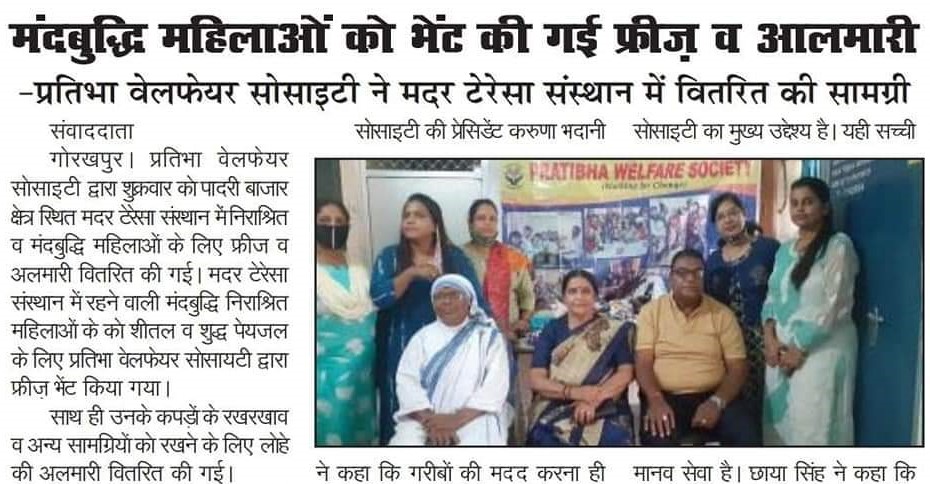 मंदबुद्धि महिलाओं को भेंट की गई फ्रीज़ व आलमारी
-प्रतिभा वेलफेयर सोसाइटी ने मदर टेरेसा संस्थान में वितरित की सामग्री
संवाददाता
गोरखपुर। प्रतिभा वेलफेयर
सोसाइटी द्वारा शुक्रवार को पादरी बाजार
क्षेत्र स्थित मदर टेरेसा संस्थान में निराश्रित
व मंदबुद्धि महिलाओं के लिए फ्रीज व
अलमारी वितरित की गई। मदर टेरेसा
संस्थान में रहने वाली मंदबुद्धि निराश्रित
महिलाओं के को शीतल व शुद्ध पेयजल
के लिए प्रतिभा वेलफेयर सोसायटी द्वारा
फ्रीज़ भेंट किया गया।
साथ ही उनके कपड़ों के रखरखाव
व अन्य सामग्रियों को रखने के लिए लोहे
की अलमारी वितरित की गई।
सोसाइटी की प्रेसिडेंट करुणा भदानी
PRATIBHA WELFARE SOCIETY
(Working for Change)
ने कहा कि गरीबों की मदद करना ही
सोसाइटी का मुख्य उद्देश्य है। यही सच्ची
मानव सेवा है। छाया सिंह ने कहा कि